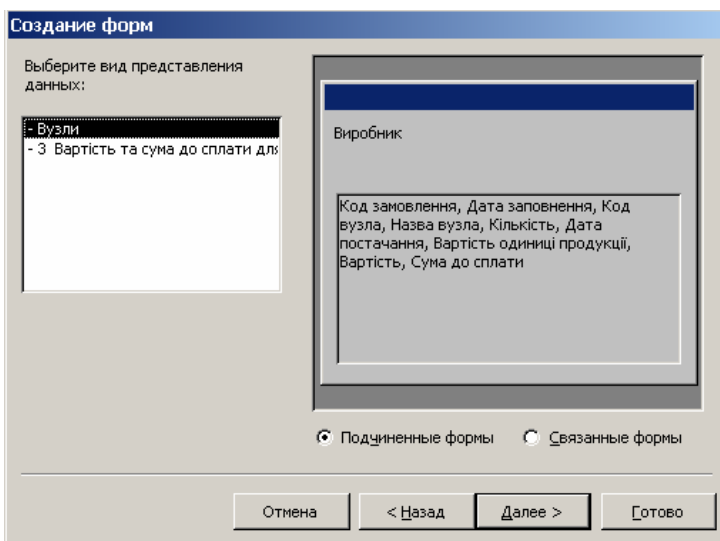 Создание форм
Выберите вид представления
данных:
- Вузли
- 3 Вартість та сума до сплати для
Виробник
Код замовлення, Дата заповнення, Код
вузла, Назва вузла, Кількість, Дата
постачання, Вартість одиниці продукції,
Вартість, Сума до сплати
Подчиненные формы
Связанные формы
Отмена
< Назад
Далее >
Готово